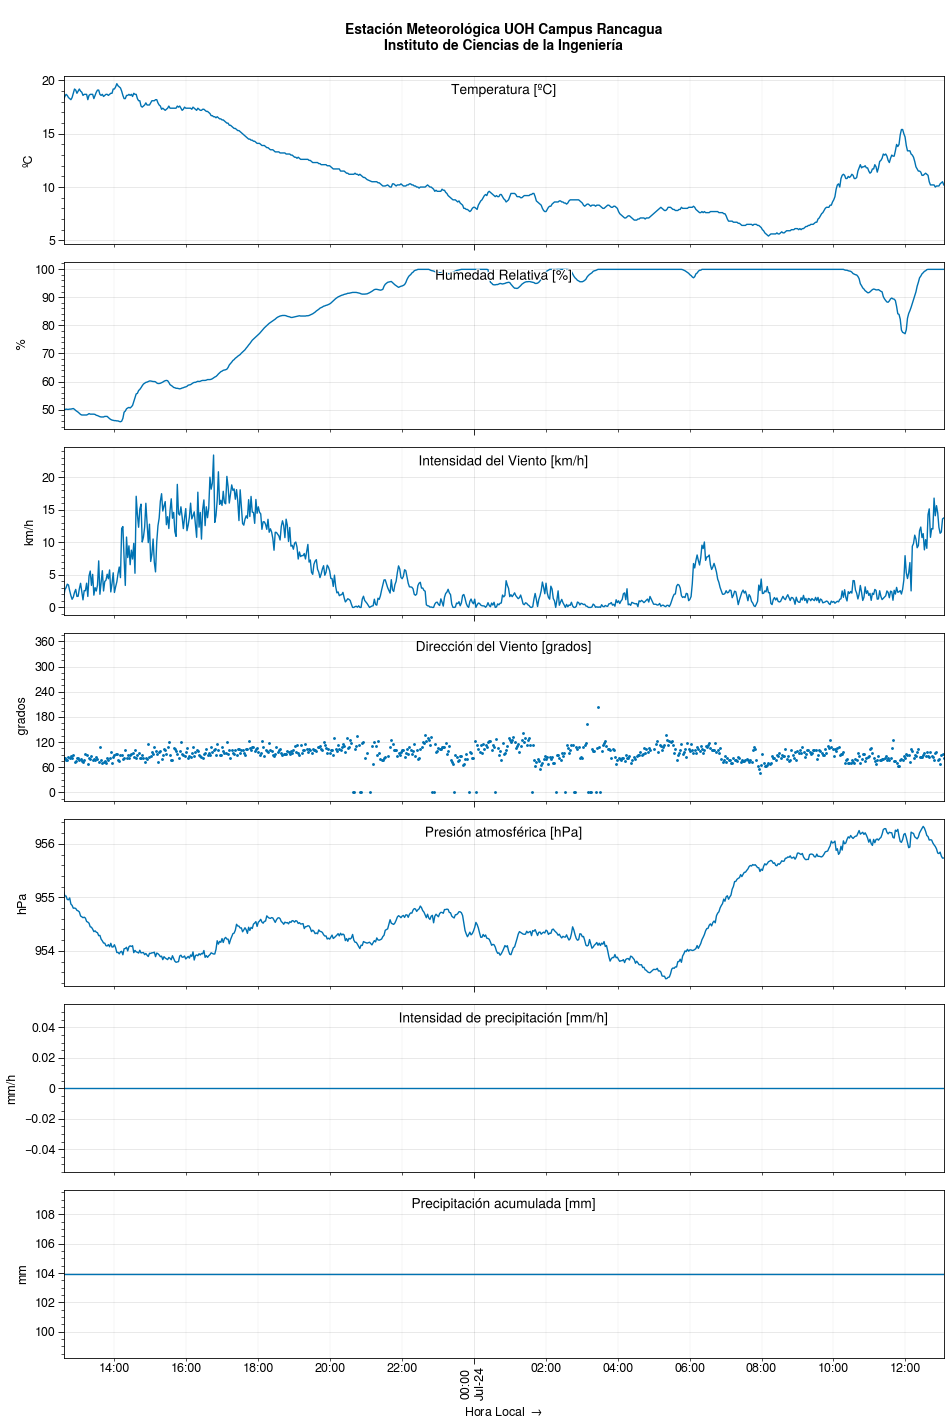 Estación Meteorológica UOH Campus Rancagua
Instituto de Ciencias de la Ingeniería
Temperatura [ºC]
ºC
20
15
10
5
Humedad Relativa [%]
%
100
90
80
70
60
50
Intensidad del Viento [km/h]
km/h
20
15
10
5
0
Dirección del Viento [grados]
grados
360
300
240
180
120
60
0
Presión atmosférica [hPa]
hPa
956
955
954
Intensidad de precipitación [mm/h]
mm/h
0.04
0.02
0
−0.02
−0.04
Precipitación acumulada [mm]
mm
108
106
104
102
100
14:00 16:00 18:00 20:00 22:00 00:00 02:00 04:00 06:00 08:00 10:00 12:00
Jul-24
Hora Local →